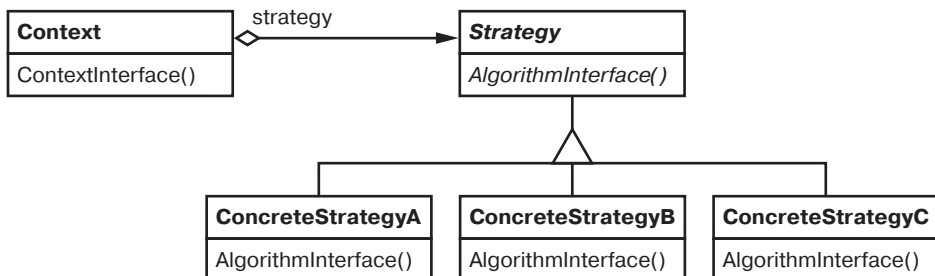 strategy
Context
Strategy
ContextInterface()
AlgorithmInterface()
ConcreteStrategyA
ConcreteStrategyB
ConcreteStrategyC
AlgorithmInterface()
AlgorithmInterface()
AlgorithmInterface()